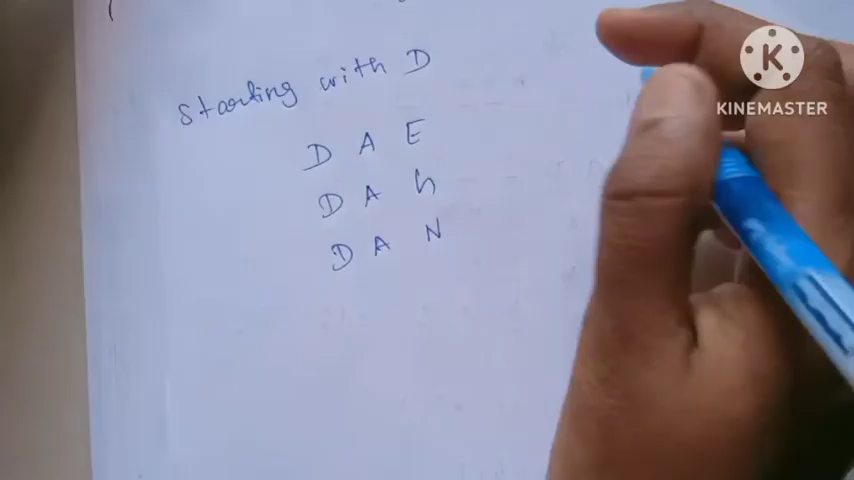 Starting with D
D A E
D A h
D A N
K
KINEMASTER